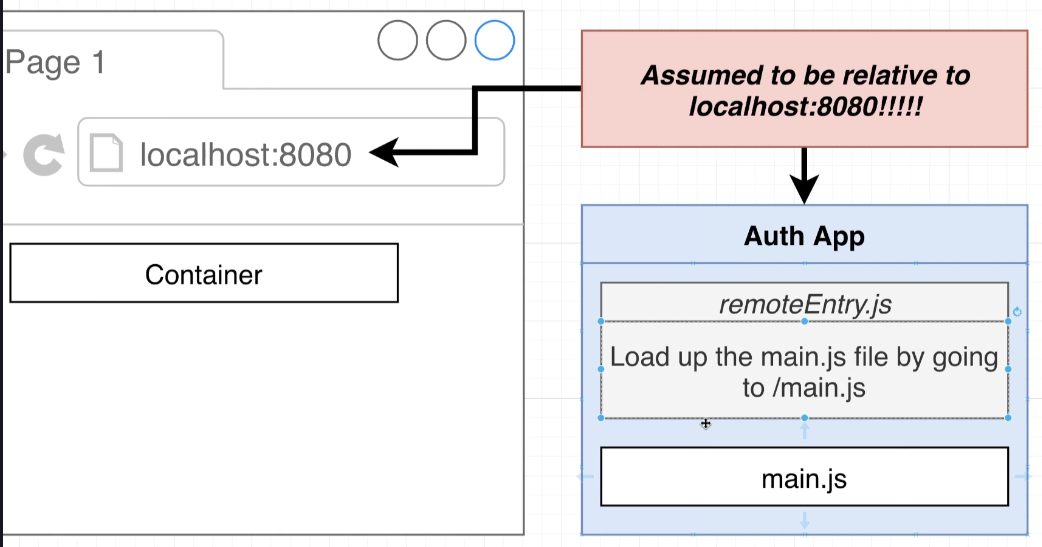 Page 1
localhost:8080
Container
Assumed to be relative to
localhost:8080!!!!!
Auth App
remoteEntry.js
Load up the main.js file by going
to /main.js
main.js